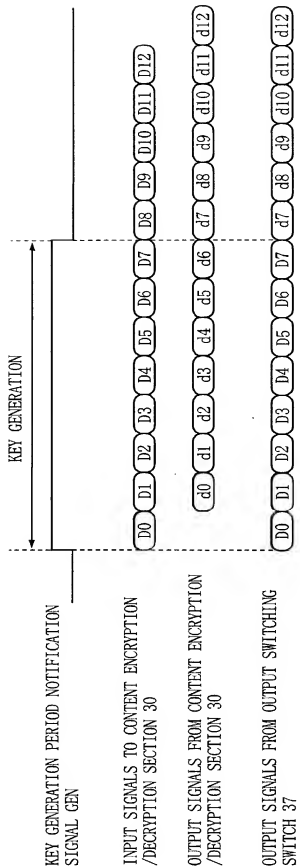 KEY GENERATION
KEY GENERATION PERIOD NOTIFICATION
SIGNAL GEN
INPUT SIGNALS TO CONTENT ENCRYPTION
/DECRYPTION SECTION 30
D0 D1 D2 D3 D4 D5 D6 D7 D8 D9 D10 D11 D12
OUTPUT SIGNALS FROM CONTENT ENCRYPTION
/DECRYPTION SECTION 30
d0 d1 d2 d3 d4 d5 d6 d7 d8 d9 d10 d11 d12
OUTPUT SIGNALS FROM OUTPUT SWITCHING
SWITCH 37
D0 D1 D2 D3 D4 D5 D6 D7 d7 d8 d9 d10 d11 d12